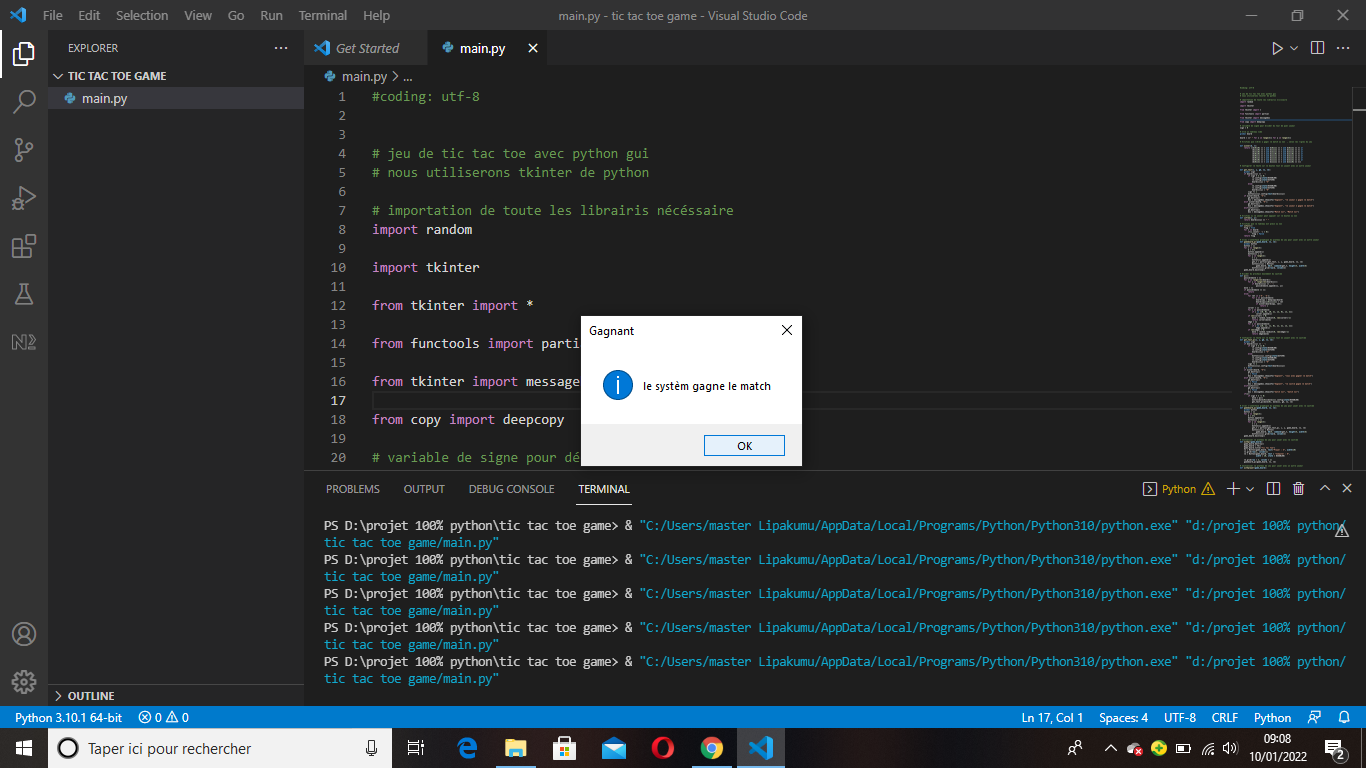 File Edit Selection View Go Run Terminal Help
main.py - tic tac toe game - Visual Studio Code
EXPLORER
TIC TAC TOE GAME
main.py
OUTLINE
Get Started
main.py
main.py > ...
1 #coding: utf-8
2
3
4 # jeu de tic tac toe avec python gui
5 # nous utiliserons tkinter de python
6
7 # importation de toute les librairis nécéssaire
8 import random
9
10 import tkinter
11
12 from tkinter import *
13
14 from functools import parti
15
16 from tkinter import message
17
18 from copy import deepcopy
19
20 # variable de signe pour dé
Gagnant
le systèm gagne le match
OK
PROBLEMS OUTPUT DEBUG CONSOLE TERMINAL
Python
PS D:\projet 100% python\tic tac toe game> & "C:/Users/master Lipakumu/AppData/Local/Programs/Python/Python310/python.exe" "d:/projet 100% python/
tic tac toe game/main.py"
PS D:\projet 100% python\tic tac toe game> & "C:/Users/master Lipakumu/AppData/Local/Programs/Python/Python310/python.exe" "d:/projet 100% python/
tic tac toe game/main.py"
PS D:\projet 100% python\tic tac toe game> & "C:/Users/master Lipakumu/AppData/Local/Programs/Python/Python310/python.exe" "d:/projet 100% python/
tic tac toe game/main.py"
PS D:\projet 100% python\tic tac toe game> & "C:/Users/master Lipakumu/AppData/Local/Programs/Python/Python310/python.exe" "d:/projet 100% python/
tic tac toe game/main.py"
PS D:\projet 100% python\tic tac toe game> & "C:/Users/master Lipakumu/AppData/Local/Programs/Python/Python310/python.exe" "d:/projet 100% python/
tic tac toe game/main.py"
Python 3.10.1 64-bit 0 0
Ln 17, Col 1 Spaces: 4 UTF-8 CRLF Python
Taper ici pour rechercher
09:08
10/01/2022
2